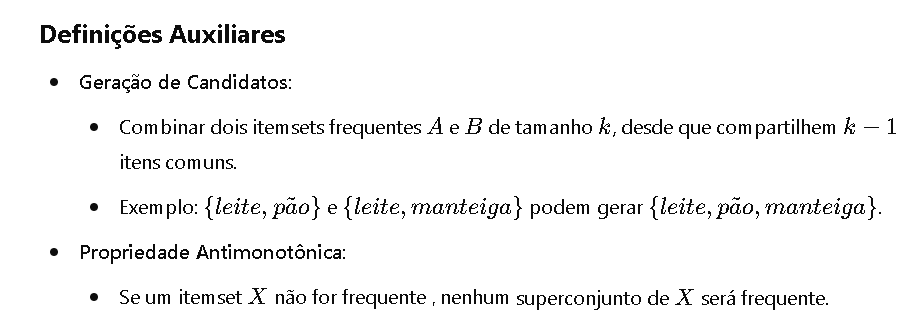 Definições Auxiliares
• Geração de Candidatos:
• Combinar dois itemsets frequentes A e B de tamanho k, desde que compartilhem k − 1
itens comuns.
• Exemplo: {leite, pão} e {leite, manteiga} podem gerar {leite, pão, manteiga}.
• Propriedade Antimonotônica:
• Se um itemset X não for frequente , nenhum superconjunto de X será frequente.